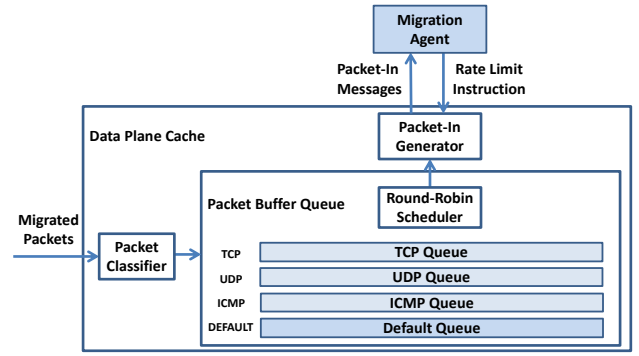 Migration
Agent
Packet-In
Messages
Rate Limit
Instruction
Data Plane Cache
Packet-In
Generator
Packet Buffer Queue
Round-Robin
Scheduler
Migrated
Packets
Packet
Classifier
TCP
TCP Queue
UDP
UDP Queue
ICMP
ICMP Queue
DEFAULT
Default Queue